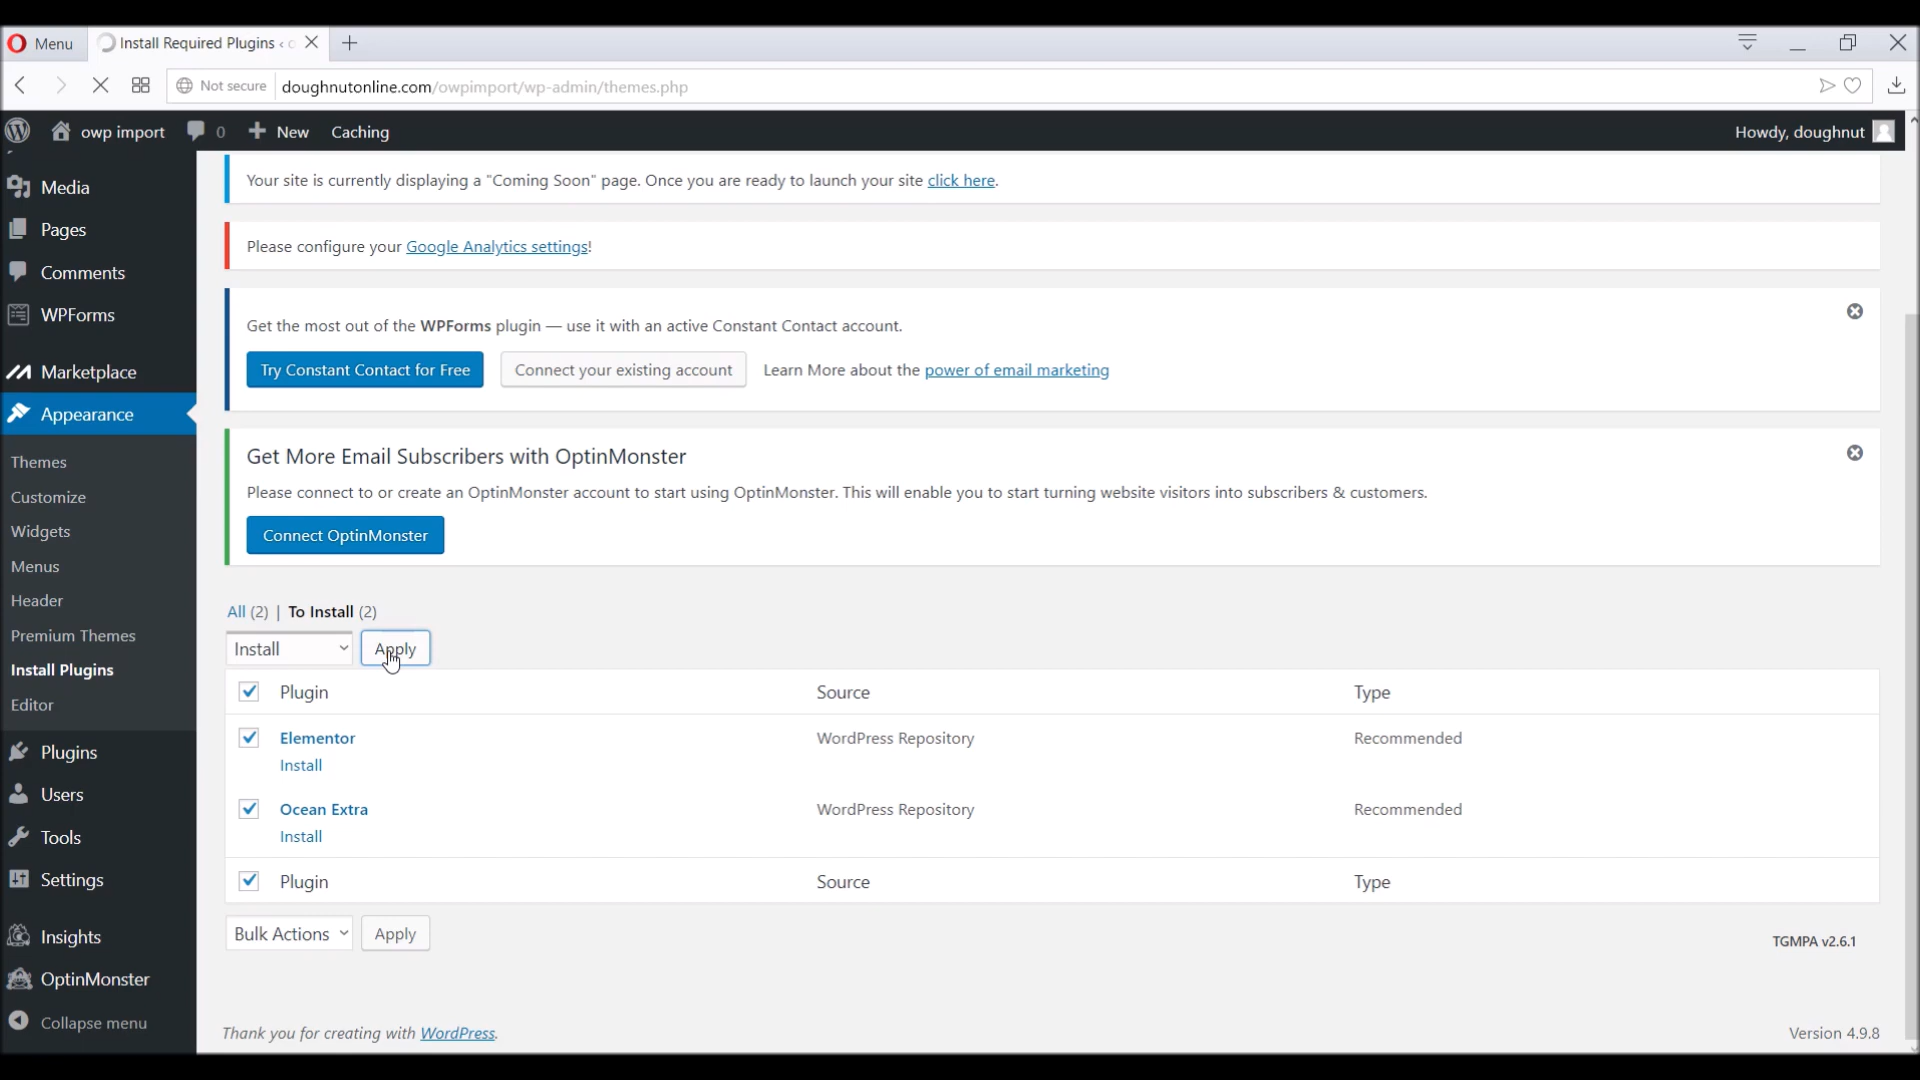 Menu
Install Required Plugins ‹ o
Not secure
doughnutonline.com/owpimport/wp-admin/themes.php
owp import
0
New
Caching
Howdy, doughnut
Media
Pages
Comments
WPForms
Marketplace
Appearance
Themes
Customize
Widgets
Menus
Header
Premium Themes
Install Plugins
Editor
Plugins
Users
Tools
Settings
Insights
OptinMonster
Collapse menu
Your site is currently displaying a "Coming Soon" page. Once you are ready to launch your site click here.
Please configure your Google Analytics settings!
Get the most out of the WPForms plugin — use it with an active Constant Contact account.
Try Constant Contact for Free
Connect your existing account
Learn More about the power of email marketing
Get More Email Subscribers with OptinMonster
Please connect to or create an OptinMonster account to start using OptinMonster. This will enable you to start turning website visitors into subscribers & customers.
Connect OptinMonster
All (2) | To Install (2)
Install
Apply
Plugin Source Type
Elementor WordPress Repository Recommended
Install
Ocean Extra WordPress Repository Recommended
Install
Plugin Source Type
Bulk Actions
Apply
TGMPA v2.6.1
Thank you for creating with WordPress.
Version 4.9.8